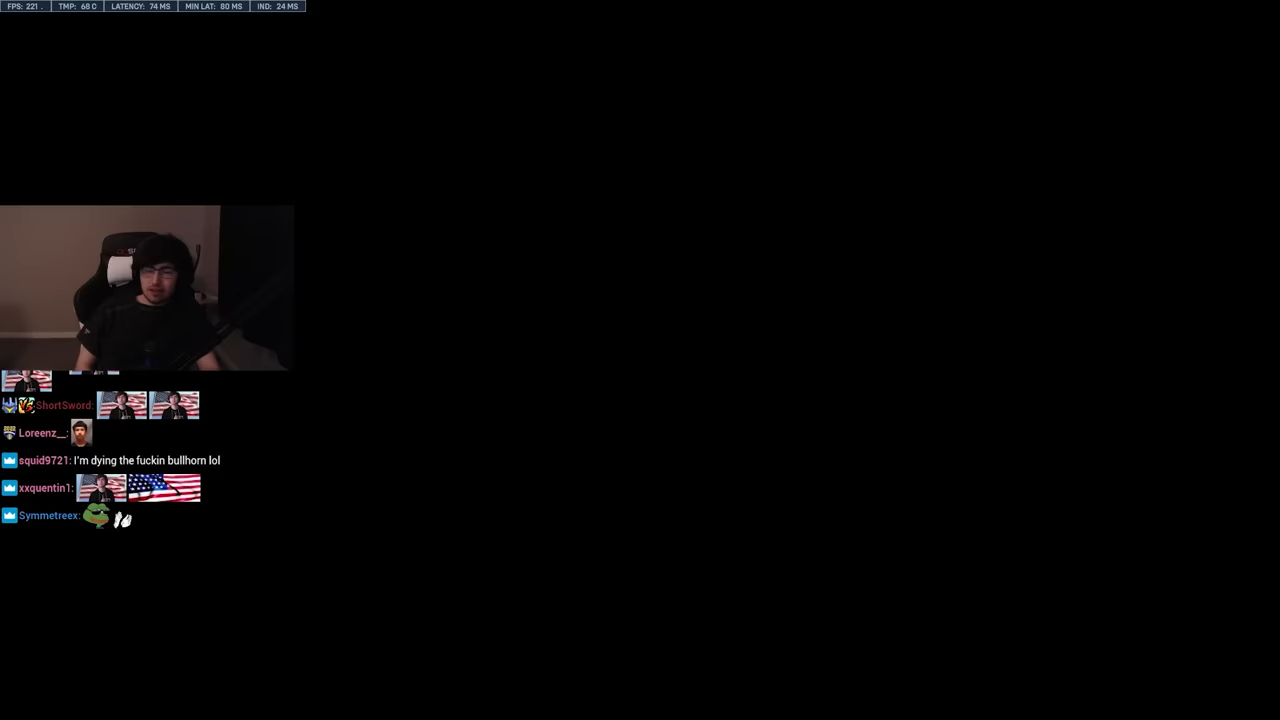 FPS: 221 . TMP: 68 C LATENCY: 74 MS MIN LAT: 80 MS IND: 24 MS
ShortSword:
Loreenz__:
squid9721: I'm dying the fuckin bullhorn lol
xxquentin1:
Symmetreex: